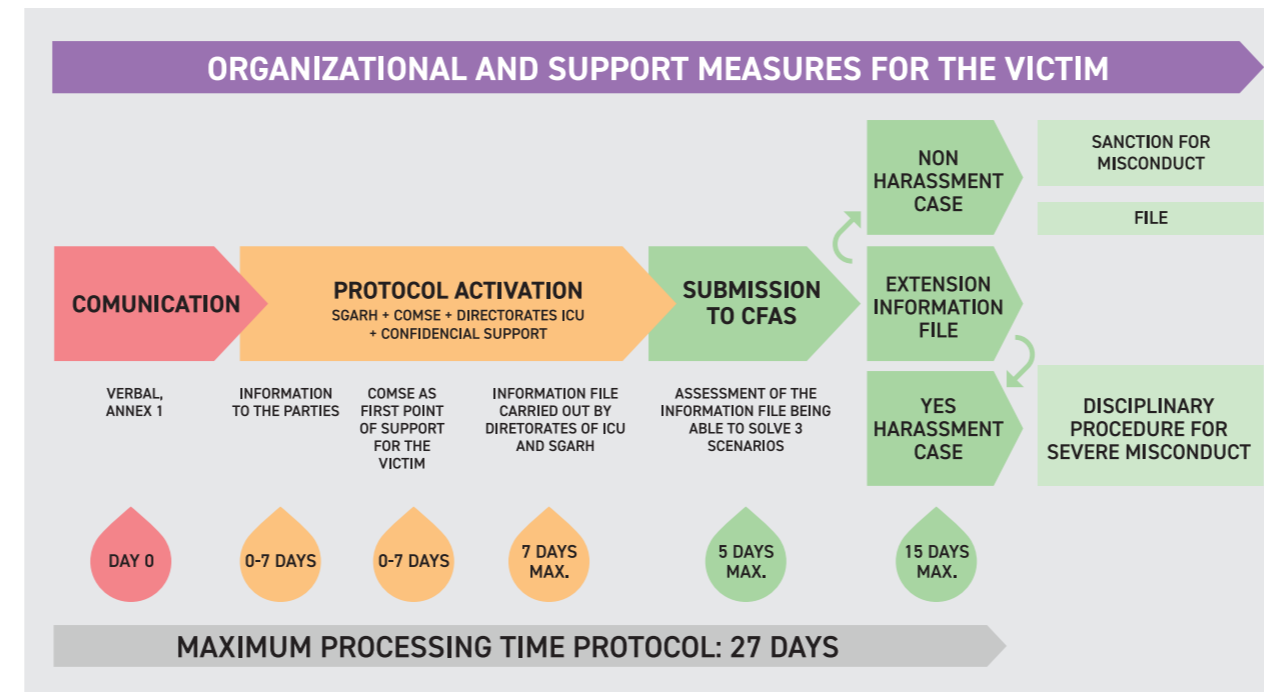 ORGANIZATIONAL AND SUPPORT MEASURES FOR THE VICTIM
COMUNICATION
VERBAL,
ANNEX 1
PROTOCOL ACTIVATION
SGARH + COMSE + DIRECTORATES ICU
+ CONFIDENCIAL SUPPORT
INFORMATION
TO THE PARTIES
COMSE AS
FIRST POINT
OF SUPPORT
FOR THE
VICTIM
INFORMATION FILE
CARRIED OUT BY
DIRETORATES OF ICU
AND SGARH
SUBMISSION
TO CFAS
ASSESSMENT OF THE
INFORMATION FILE BEING
ABLE TO SOLVE 3
SCENARIOS
NON
HARASSMENT
CASE
SANCTION FOR
MISCONDUCT
FILE
EXTENSION
INFORMATION
FILE
YES
HARASSMENT
CASE
DISCIPLINARY
PROCEDURE FOR
SEVERE MISCONDUCT
DAY 0
0-7 DAYS
0-7 DAYS
7 DAYS
MAX.
5 DAYS
MAX.
15 DAYS
MAX.
MAXIMUM PROCESSING TIME PROTOCOL: 27 DAYS